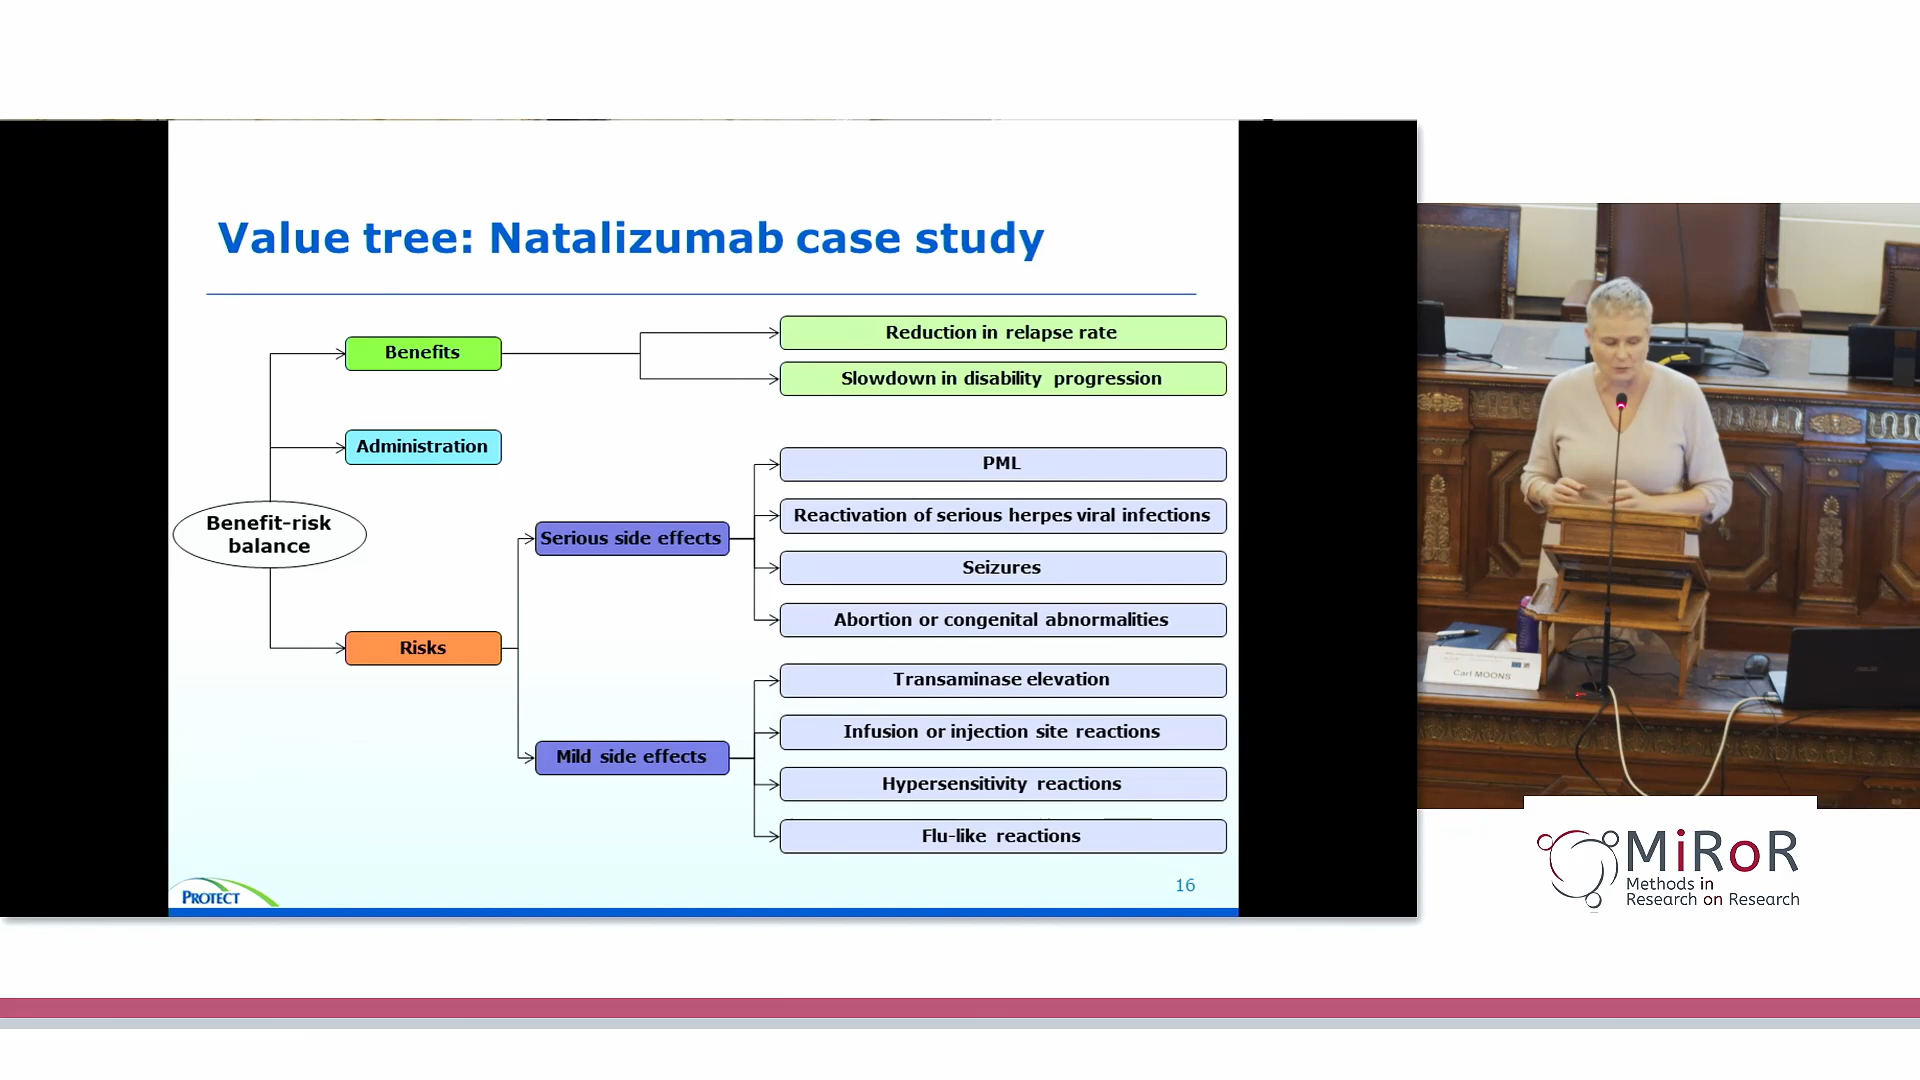 Value tree: Natalizumab case study
Benefits
Reduction in relapse rate
Slowdown in disability progression
Administration
Benefit-risk
balance
Risks
Serious side effects
PML
Reactivation of serious herpes viral infections
Seizures
Abortion or congenital abnormalities
Mild side effects
Transaminase elevation
Infusion or injection site reactions
Hypersensitivity reactions
Flu-like reactions
PROTECT
16
Carl MOONS
ASUS
MiRoR
Methods in
Research on Research